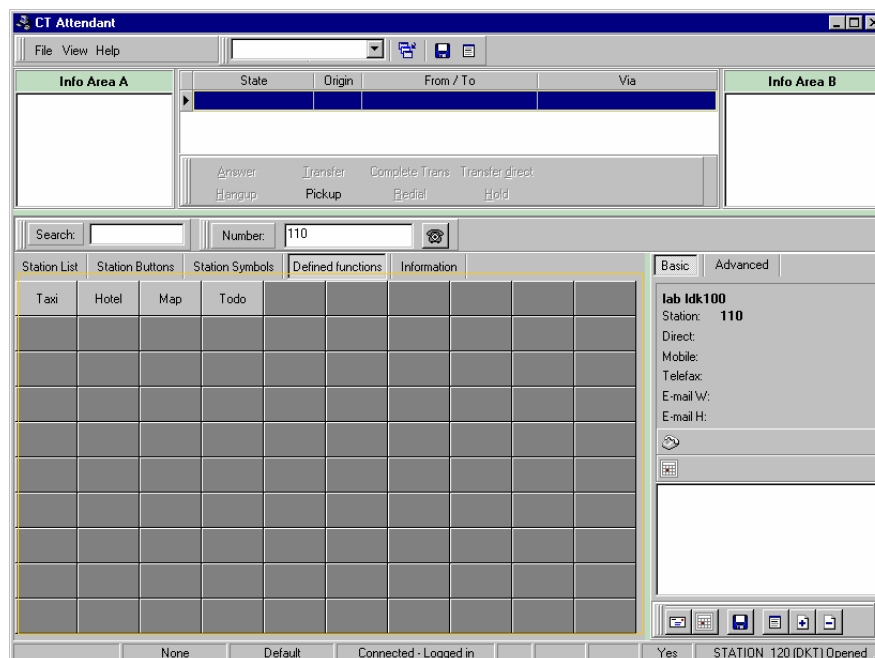 CT Attendant
File View Help
Info Area A
State Origin From / To Via
Info Area B
Answer Transfer Complete Trans Transfer direct
Hangup Pickup Redial Hold
Search: Number: 110
Station List Station Buttons Station Symbols Defined functions Information
Basic Advanced
Taxi Hotel Map Todo
lab ldk100
Station: 110
Direct:
Mobile:
Telefax:
E-mail W:
E-mail H:
None Default Connected - Logged in Yes STATION 120 (DKT) Opened